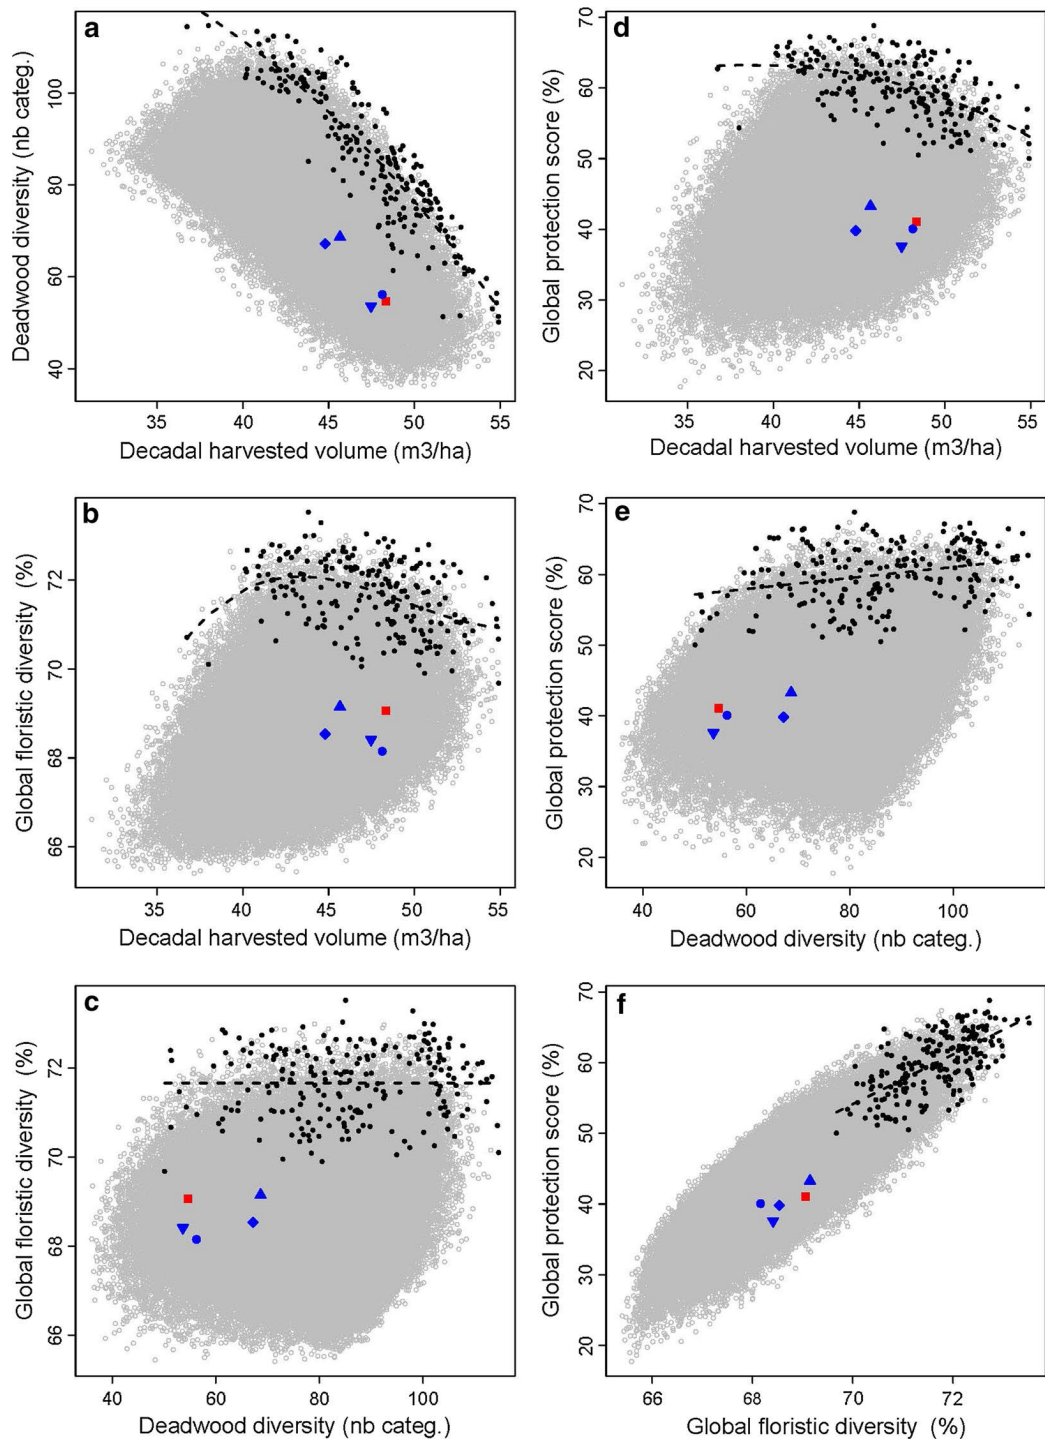 a
Deadwood diversity (nb categ.)
100
80
60
40
35 40 45 50 55
Decadal harvested volume (m3/ha)
d
Global protection score (%)
70
60
50
40
30
20
35 40 45 50 55
Decadal harvested volume (m3/ha)
b
Global floristic diversity (%)
72
70
68
66
35 40 45 50 55
Decadal harvested volume (m3/ha)
e
Global protection score (%)
70
60
50
40
30
20
40 60 80 100
Deadwood diversity (nb categ.)
c
Global floristic diversity (%)
72
70
68
66
40 60 80 100
Deadwood diversity (nb categ.)
f
Global protection score (%)
70
60
50
40
30
20
66 68 70 72
Global floristic diversity (%)